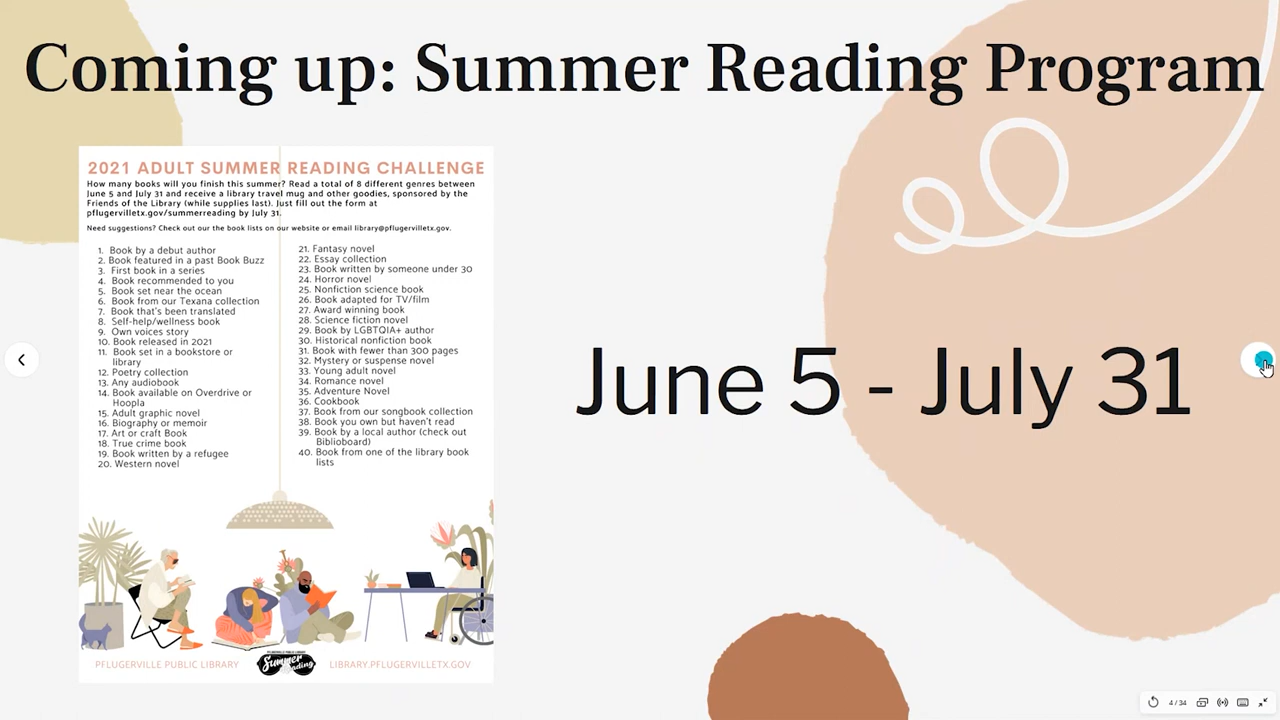 Coming up: Summer Reading Program
2021 ADULT SUMMER READING CHALLENGE
How many books will you finish this summer? Read a total of 8 different genres between
June 5 and July 31 and receive a library travel mug and other goodies, sponsored by the
Friends of the Library (while supplies last). Just fill out the form at
pflugervilletx.gov/summerreading by July 31.
Need suggestions? Check out our the book lists on our website or email library@pflugervilletx.gov.
1. Book by a debut author
2. Book featured in a past Book Buzz
3. First book in a series
4. Book recommended to you
5. Book set near the ocean
6. Book from our Texana collection
7. Book that's been translated
8. Self-help/wellness book
9. Own voices story
10. Book released in 2021
11. Book set in a bookstore or
library
12. Poetry collection
13. Any audiobook
14. Book available on Overdrive or
Hoopla
15. Adult graphic novel
16. Biography or memoir
17. Art or craft Book
18. True crime book
19. Book written by a refugee
20. Western novel
21. Fantasy novel
22. Essay collection
23. Book written by someone under 30
24. Horror novel
25. Nonfiction science book
26. Book adapted for TV/film
27. Award winning book
28. Science fiction novel
29. Book by LGBTQIA+ author
30. Historical nonfiction book
31. Book with fewer than 300 pages
32. Mystery or suspense novel
33. Young adult novel
34. Romance novel
35. Adventure Novel
36. Cookbook
37. Book from our songbook collection
38. Book you own but haven't read
39. Book by a local author (check out
Biblioboard)
40. Book from one of the library book
lists
June 5 - July 31
PFLUGERVILLE PUBLIC LIBRARY
Summer
Reading
LIBRARY.PFLUGERVILLETX.GOV
4 / 34